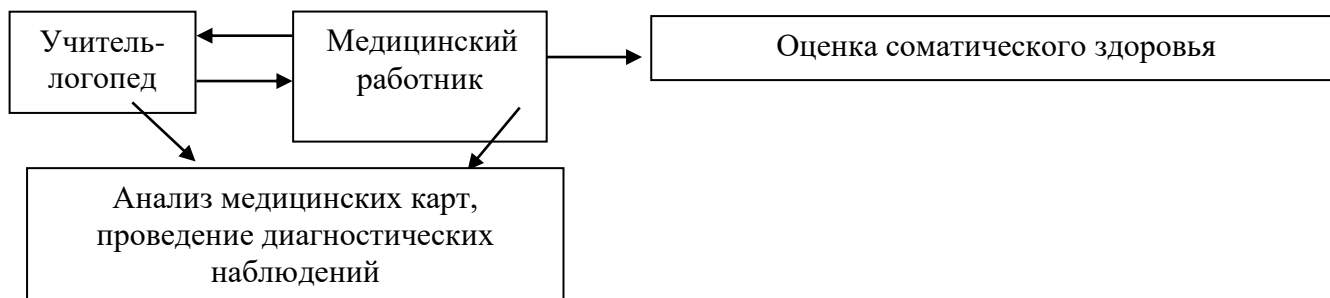 Учитель-
логопед
Медицинский
работник
Оценка соматического здоровья
Анализ медицинских карт,
проведение диагностических
наблюдений